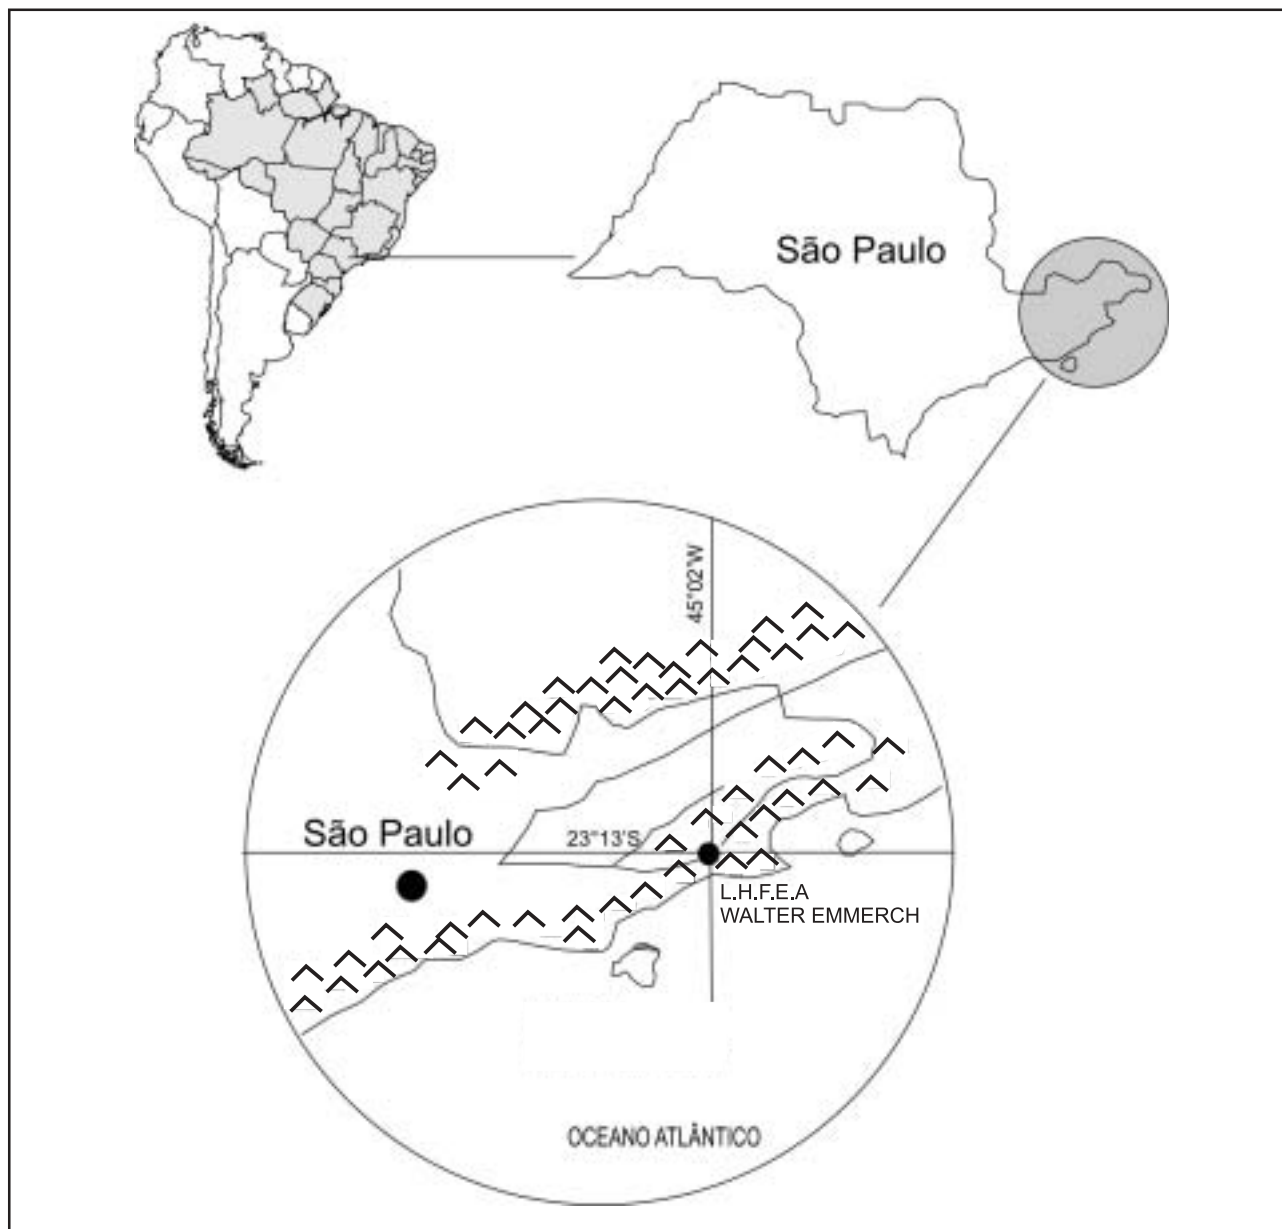 São Paulo
45°02'W
São Paulo
23°13'S
L.H.F.E.A
WALTER EMMERCH
OCEANO ATLÂNTICO